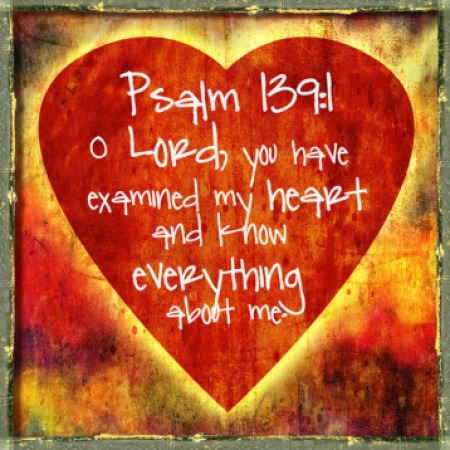 Psalm 139:1
O Lord, you have
examined my heart
and know
everything
about me.